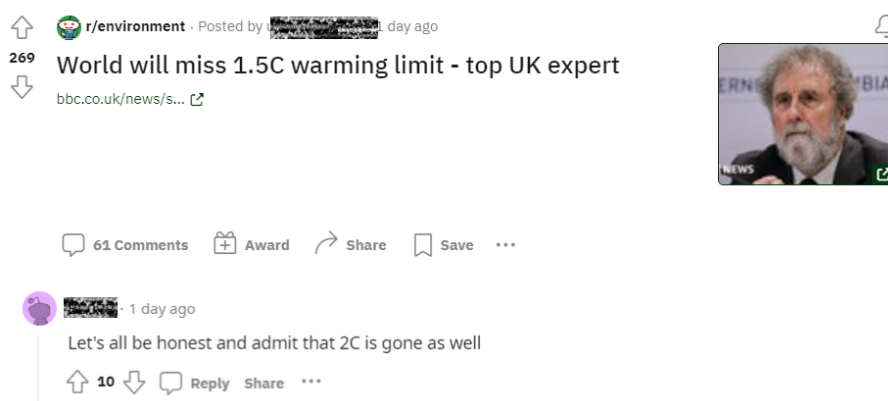 r/environment · Posted by 1 day ago
269
World will miss 1.5C warming limit - top UK expert
bbc.co.uk/news/s...
NEWS
61 Comments Award Share Save ...
· 1 day ago
Let's all be honest and admit that 2C is gone as well
10 Reply Share ...